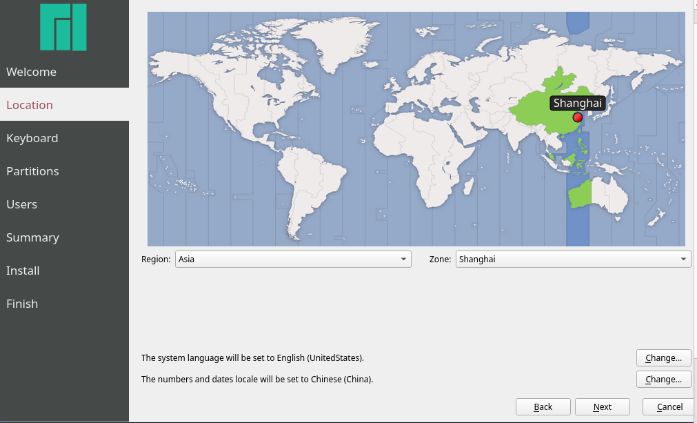 Welcome
Location
Keyboard
Partitions
Users
Summary
Install
Finish
Shanghai
Region: Asia Zone: Shanghai
The system language will be set to English (UnitedStates). Change...
The numbers and dates locale will be set to Chinese (China). Change...
Back Next Cancel